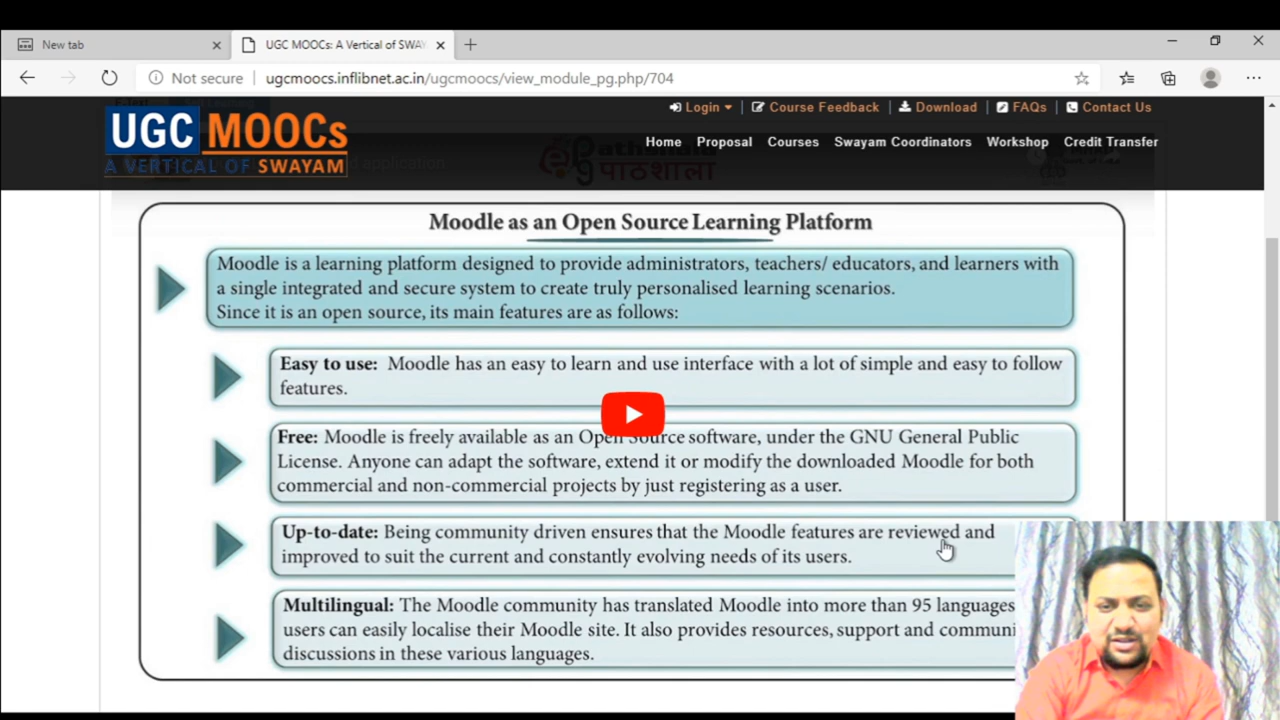 New tab
UGC MOOCs: A Vertical of SWAY
Not secure
ugcmoocs.inflibnet.ac.in/ugcmoocs/view_module_pg.php/704
Login
Course Feedback
Download
FAQs
Contact Us
UGC MOOCs
A VERTICAL OF SWAYAM
Home Proposal Courses Swayam Coordinators Workshop Credit Transfer
application
पाठशाला
Moodle as an Open Source Learning Platform
Moodle is a learning platform designed to provide administrators, teachers/ educators, and learners with
a single integrated and secure system to create truly personalised learning scenarios.
Since it is an open source, its main features are as follows:
Easy to use: Moodle has an easy to learn and use interface with a lot of simple and easy to follow
features.
Free: Moodle is freely available as an Open Source software, under the GNU General Public
License. Anyone can adapt the software, extend it or modify the downloaded Moodle for both
commercial and non-commercial projects by just registering as a user.
Up-to-date: Being community driven ensures that the Moodle features are reviewed and
improved to suit the current and constantly evolving needs of its users.
Multilingual: The Moodle community has translated Moodle into more than 95 languages
users can easily localise their Moodle site. It also provides resources, support and communi
discussions in these various languages.